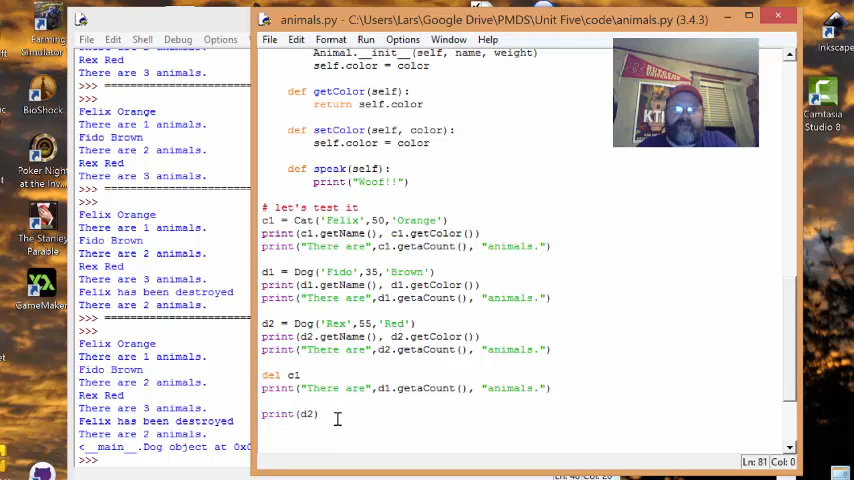 animals.py - C:\Users\Lars\Google Drive\PMDS\Unit Five\code\animals.py (3.4.3)
File Edit Format Run Options Window Help
Animal.__init__(self, name, weight)
self.color = color
def getColor(self):
return self.color
def setColor(self, color):
self.color = color
def speak(self):
print("Woof!!")
# let's test it
c1 = Cat('Felix',50,'Orange')
print(c1.getName(), c1.getColor())
print("There are",c1.getaCount(), "animals.")
d1 = Dog('Fido',35,'Brown')
print(d1.getName(), d1.getColor())
print("There are",d1.getaCount(), "animals.")
d2 = Dog('Rex',55,'Red')
print(d2.getName(), d2.getColor())
print("There are",d2.getaCount(), "animals.")
del c1
print("There are",d1.getaCount(), "animals.")
print(d2)
Ln: 81 Col: 0
File Edit Shell Debug Options
Rex Red
There are 3 animals.
>>> ========================
>>>
Felix Orange
There are 1 animals.
Fido Brown
There are 2 animals.
Rex Red
There are 3 animals.
>>> ========================
>>>
Felix Orange
There are 1 animals.
Fido Brown
There are 2 animals.
Rex Red
There are 3 animals.
Felix has been destroyed
There are 2 animals.
>>> ========================
>>>
Felix Orange
There are 1 animals.
Fido Brown
There are 2 animals.
Rex Red
There are 3 animals.
Felix has been destroyed
There are 2 animals.
<__main__.Dog object at
>>>
Farming
Simulator
BioShock
Poker Night
at the Inv...
The Stanley
Parable
GameMaker
Inkscape
Camtasia
Studio 8
RUTGERS